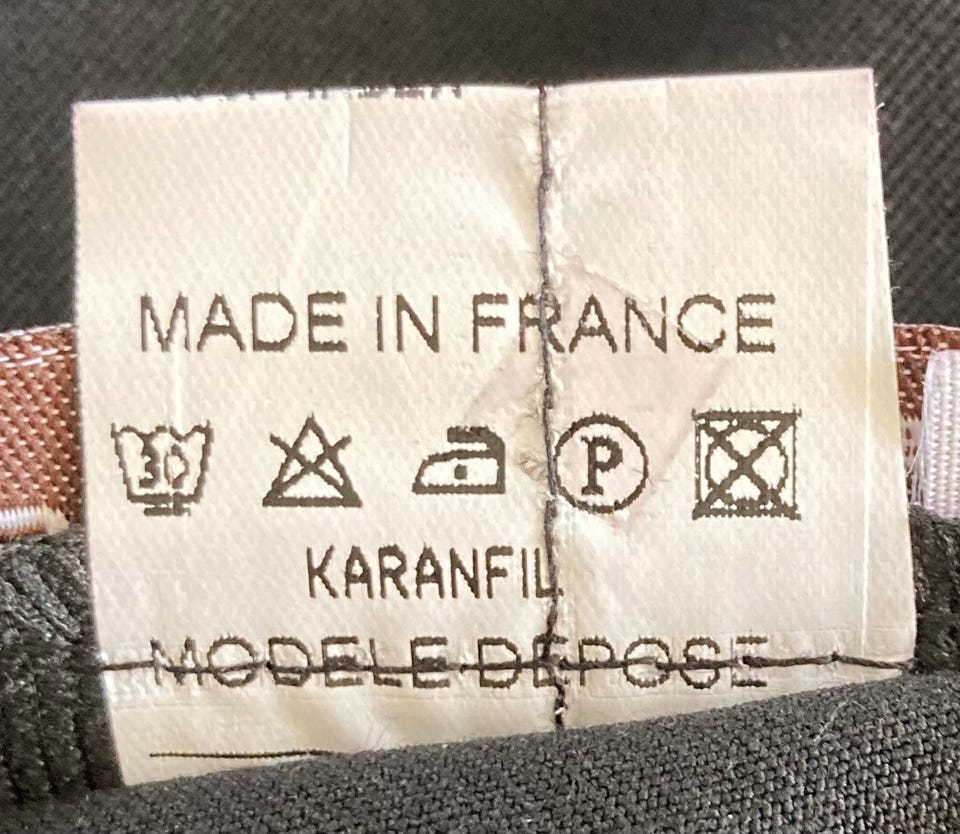 MADE IN FRANCE
30 P
KARANFIL
MODELE DEPOSE